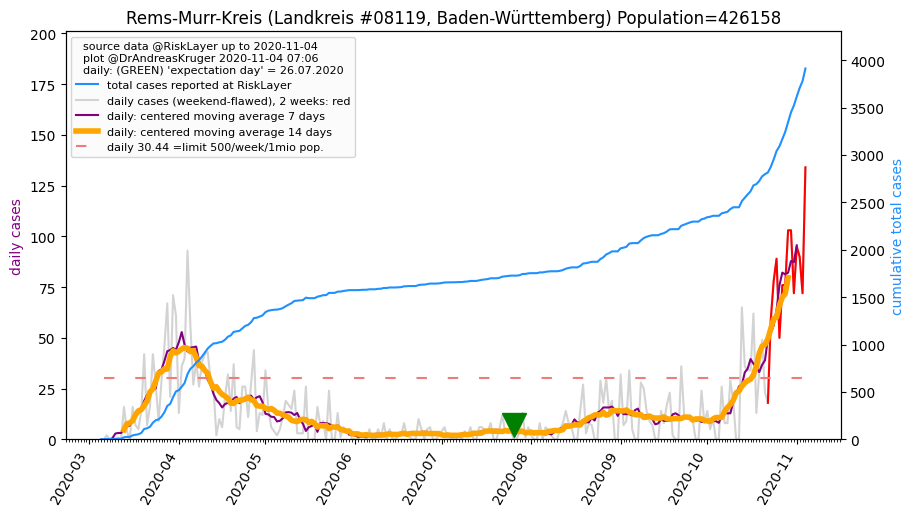 Rems-Murr-Kreis (Landkreis #08119, Baden-Württemberg) Population=426158
source data @RiskLayer up to 2020-11-04
plot @DrAndreasKruger 2020-11-04 07:06
daily: (GREEN) 'expectation day' = 26.07.2020
total cases reported at RiskLayer
daily cases (weekend-flawed), 2 weeks: red
daily: centered moving average 7 days
daily: centered moving average 14 days
daily 30.44 =limit 500/week/1mio pop.
daily cases
200
175
150
125
100
75
50
25
0
cumulative total cases
4000
3500
3000
2500
2000
1500
1000
500
0
2020-03
2020-04
2020-05
2020-06
2020-07
2020-08
2020-09
2020-10
2020-11